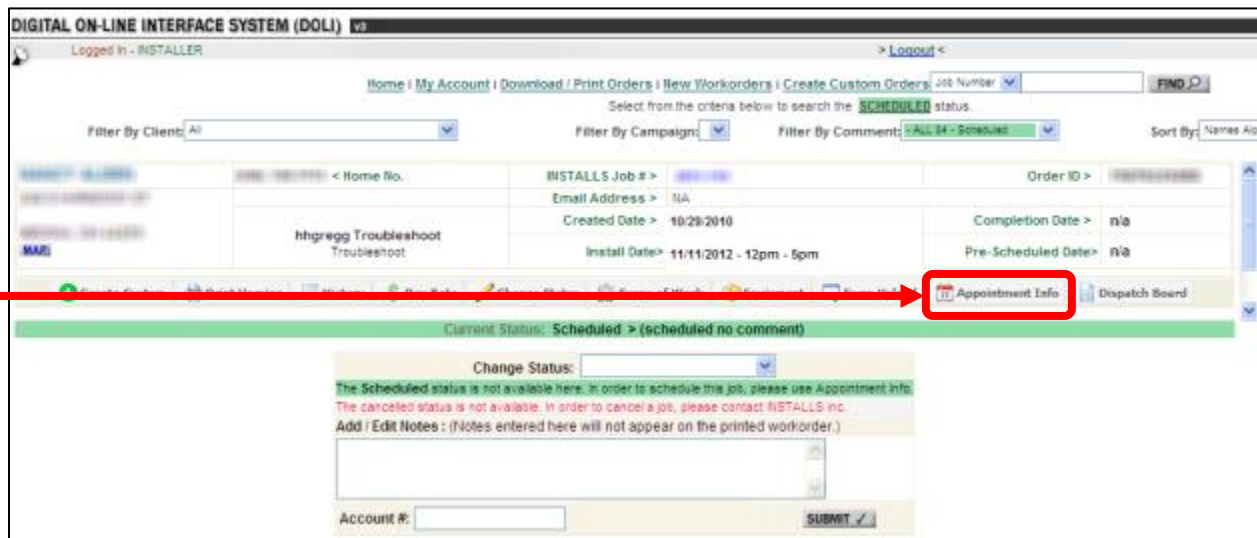 DIGITAL ON-LINE INTERFACE SYSTEM (DOLI) v3
Logged In - INSTALLER > Logout <
Home | My Account | Download / Print Orders | New Workorders | Create Custom Orders Job Number FIND
Select from the criteria below to search the SCHEDULED status.
Filter By Client: All Filter By Campaign: Filter By Comment: - ALL 84 - Scheduled Sort By: Names
< Home No. INSTALLS Job # > Order ID >
Email Address > NA
Created Date > 10/29/2010 Completion Date > n/a
hhgregg Troubleshoot
Troubleshoot
Install Date> 11/11/2012 - 12pm - 5pm Pre-Scheduled Date> n/a
Appointment Info Dispatch Board
Current Status: Scheduled > (scheduled no comment)
Change Status:
The Scheduled status is not available here. In order to schedule this job, please use Appointment Info.
The cancelled status is not available. In order to cancel a job, please contact INSTALLS inc.
Add / Edit Notes : (Notes entered here will not appear on the printed workorder.)
Account #: SUBMIT